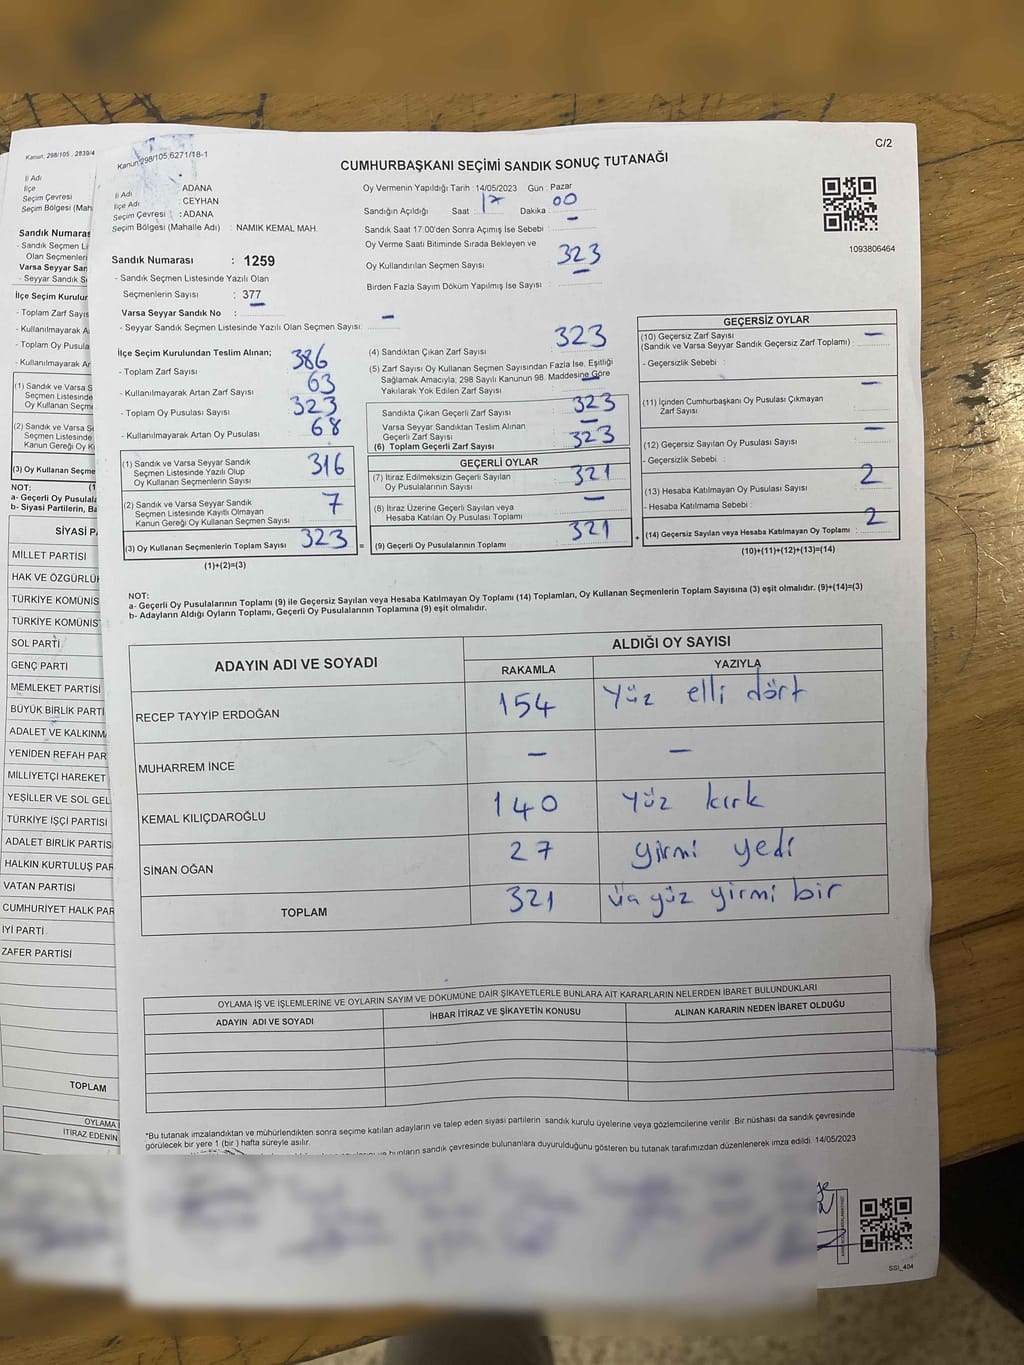 Kanun; 298/105 , 2839/4
İl Adı
İlçe
Seçim Çevresi
Seçim Bölgesi (Mah
Sandık Numaras
- Sandık Seçmen Li
Olan Seçmenleri
Varsa Seyyar San
- Seyyar Sandık S
İlçe Seçim Kurulur
- Toplam Zarf Sayıs
- Kullanılmayarak Ar
- Toplam Oy Pusula
- Kullanılmayarak Ar
(1) Sandık ve Varsa S
Seçmen Listesinde
Oy Kullanan Seçme
(2) Sandık ve Varsa S
Seçmen Listesinde
Kanun Gereği Oy K
(3) Oy Kullanan Seçme
NOT: (1
a- Geçerli Oy Pusulala
b- Siyasi Partilerin, Ba
SİYASİ PA
MİLLET PARTİSİ
HAK VE ÖZGÜRLÜK
TÜRKİYE KOMÜNİS
TÜRKİYE KOMÜNİST
SOL PARTİ
GENÇ PARTİ
MEMLEKET PARTİSİ
BÜYÜK BİRLİK PARTİ
ADALET VE KALKINM
YENİDEN REFAH PAR
MİLLİYETÇİ HAREKET
YEŞİLLER VE SOL GEL
TÜRKİYE İŞÇİ PARTİSİ
ADALET BİRLİK PARTİS
HALKIN KURTULUŞ PAR
VATAN PARTİSİ
CUMHURİYET HALK PAR
İYİ PARTİ
ZAFER PARTİSİ
TOPLAM
OYLAMA İ
İTİRAZ EDENİN
C/2
Kanun;298/105,6271/18-1
CUMHURBAŞKANI SEÇİMİ SANDIK SONUÇ TUTANAĞI
İl Adı : ADANA
İlçe Adı : CEYHAN
Seçim Çevresi : ADANA
Seçim Bölgesi (Mahalle Adı) : NAMIK KEMAL MAH.
Sandık Numarası : 1259
- Sandık Seçmen Listesinde Yazılı Olan
Seçmenlerin Sayısı : 377
Varsa Seyyar Sandık No :
- Seyyar Sandık Seçmen Listesinde Yazılı Olan Seçmen Sayısı: -
Oy Vermenin Yapıldığı Tarih : 14/05/2023 Gün : Pazar
Sandığın Açıldığı Saat : 17 Dakika : 00
Sandık Saat 17:00'den Sonra Açımış İse Sebebi : -
Oy Verme Saati Bitiminde Sırada Bekleyen ve
Oy Kullandırılan Seçmen Sayısı : 323
Birden Fazla Sayım Döküm Yapılmış İse Sayısı : -
1093806464
İlçe Seçim Kurulundan Teslim Alınan;
- Toplam Zarf Sayısı : 386
- Kullanılmayarak Artan Zarf Sayısı : 63
- Toplam Oy Pusulası Sayısı : 323
- Kullanılmayarak Artan Oy Pusulası : 68
(1) Sandık ve Varsa Seyyar Sandık
Seçmen Listesinde Yazılı Olup
Oy Kullanan Seçmenlerin Sayısı 316
(2) Sandık ve Varsa Seyyar Sandık
Seçmen Listesinde Kayıtlı Olmayan
Kanun Gereği Oy Kullanan Seçmen Sayısı 7
(3) Oy Kullanan Seçmenlerin Toplam Sayısı 323
(1)+(2)=(3)
(4) Sandıktan Çıkan Zarf Sayısı : 323
(5) Zarf Sayısı Oy Kullanan Seçmen Sayısından Fazla İse, Eşitliği
Sağlamak Amacıyla, 298 Sayılı Kanunun 98. Maddesine Göre
Yakılarak Yok Edilen Zarf Sayısı : -
Sandıkta Çıkan Geçerli Zarf Sayısı : 323
Varsa Seyyar Sandıktan Teslim Alınan
Geçerli Zarf Sayısı : -
(6) Toplam Geçerli Zarf Sayısı : 323
GEÇERLİ OYLAR
(7) İtiraz Edilmeksizin Geçerli Sayılan
Oy Pusulalarının Sayısı : 321
(8) İtiraz Üzerine Geçerli Sayılan veya
Hesaba Katılan Oy Pusulası Toplamı : -
= (9) Geçerli Oy Pusulalarının Toplamı : 321
GEÇERSİZ OYLAR
(10) Geçersiz Zarf Sayısı : -
(Sandık ve Varsa Seyyar Sandık Geçersiz Zarf Toplamı)
- Geçersizlik Sebebi :
(11) İçinden Cumhurbaşkanı Oy Pusulası Çıkmayan
Zarf Sayısı : -
(12) Geçersiz Sayılan Oy Pusulası Sayısı : -
- Geçersizlik Sebebi :
(13) Hesaba Katılmayan Oy Pusulası Sayısı : 2
- Hesaba Katılmama Sebebi :
+ (14) Geçersiz Sayılan veya Hesaba Katılmayan Oy Toplamı : 2
(10)+(11)+(12)+(13)=(14)
NOT:
a- Geçerli Oy Pusulalarının Toplamı (9) ile Geçersiz Sayılan veya Hesaba Katılmayan Oy Toplamı (14) Toplamları, Oy Kullanan Seçmenlerin Toplam Sayısına (3) eşit olmalıdır. (9)+(14)=(3)
b- Adayların Aldığı Oyların Toplamı, Geçerli Oy Pusulalarının Toplamına (9) eşit olmalıdır.
ADAYIN ADI VE SOYADI
ALDIĞI OY SAYISI
RAKAMLA YAZIYLA
RECEP TAYYİP ERDOĞAN 154 Yüz elli dört
MUHARREM İNCE - -
KEMAL KILIÇDAROĞLU 140 Yüz kırk
SİNAN OĞAN 27 yirmi yedi
TOPLAM 321 yüz yirmi bir
OYLAMA İŞ VE İŞLEMLERİNE VE OYLARIN SAYIM VE DÖKÜMÜNE DAİR ŞİKAYETLERLE BUNLARA AİT KARARLARIN NELERDEN İBARET BULUNDUKLARI
ADAYIN ADI VE SOYADI İHBAR İTİRAZ VE ŞİKAYETİN KONUSU ALINAN KARARIN NEDEN İBARET OLDUĞU
*Bu tutanak imzalandıktan ve mühürlendikten sonra seçime katılan adayların ve talep eden siyasi partilerin sandık kurulu üyelerine veya gözlemcilerine verilir .Bir nüshası da sandık çevresinde
görülecek bir yere 1 (bir ) hafta süreyle asılır.
bunların sandık çevresinde bulunanlara duyurulduğunu gösteren bu tutanak tarafımızdan düzenlenerek imza edildi. 14/05/2023
SSI_404